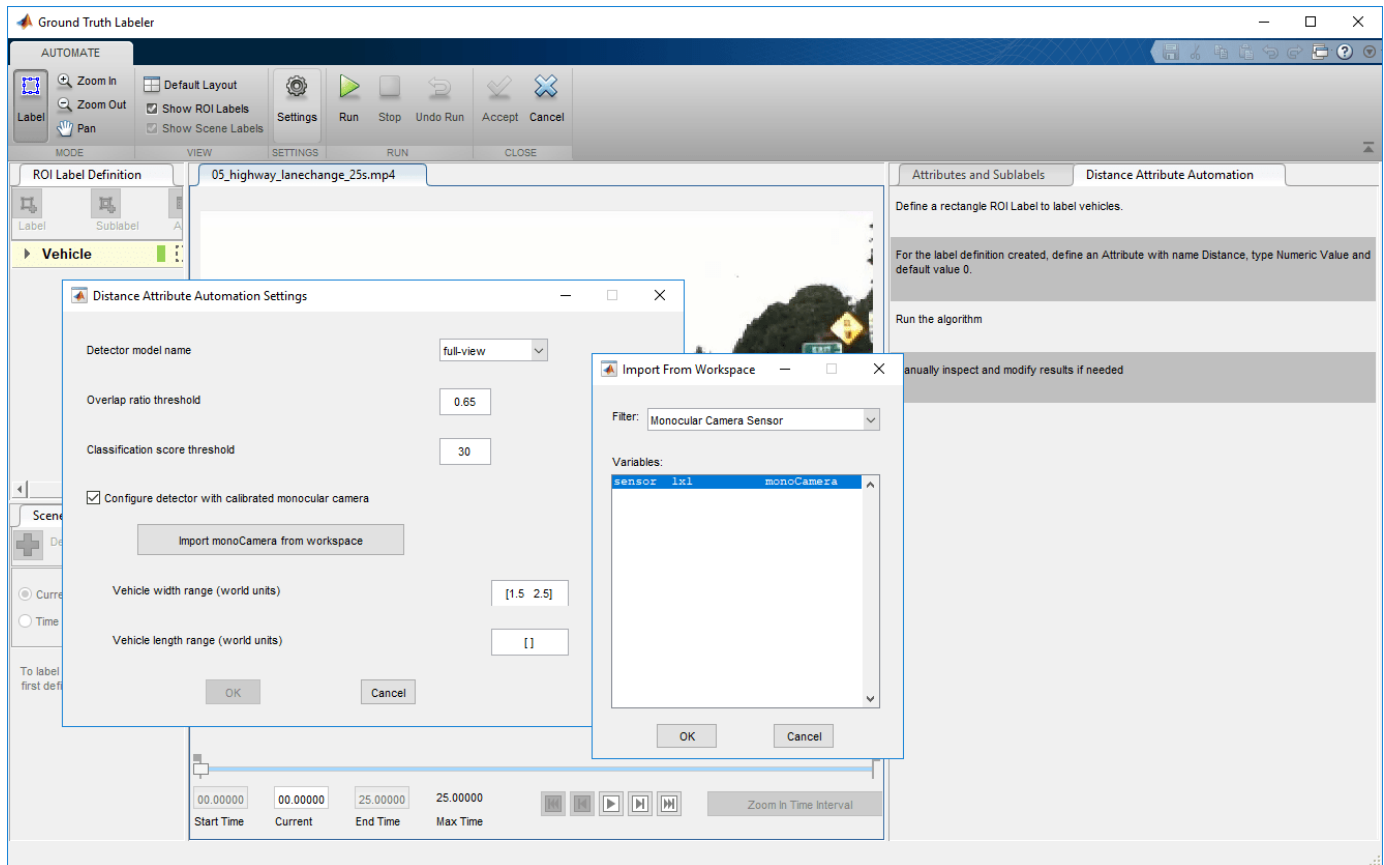 Ground Truth Labeler
AUTOMATE
Label
Zoom In
Zoom Out
Pan
MODE
Default Layout
Show ROI Labels
Show Scene Labels
VIEW
Settings
SETTINGS
Run
Stop
Undo Run
RUN
Accept
Cancel
CLOSE
ROI Label Definition
Label
Sublabel
A
Vehicle
05_highway_lanechange_25s.mp4
Attributes and Sublabels
Distance Attribute Automation
Define a rectangle ROI Label to label vehicles.
For the label definition created, define an Attribute with name Distance, type Numeric Value and
default value 0.
Run the algorithm
anually inspect and modify results if needed
Distance Attribute Automation Settings
Detector model name
full-view
Overlap ratio threshold
0.65
Classification score threshold
30
Configure detector with calibrated monocular camera
Import monoCamera from workspace
Vehicle width range (world units)
[1.5 2.5]
Vehicle length range (world units)
[ ]
OK
Cancel
Import From Workspace
Filter:
Monocular Camera Sensor
Variables:
sensor 1x1 monoCamera
OK
Cancel
Scene
De
Curre
Time
To label
first defi
00.00000
00.00000
25.00000
25.00000
Start Time
Current
End Time
Max Time
Zoom In Time Interval